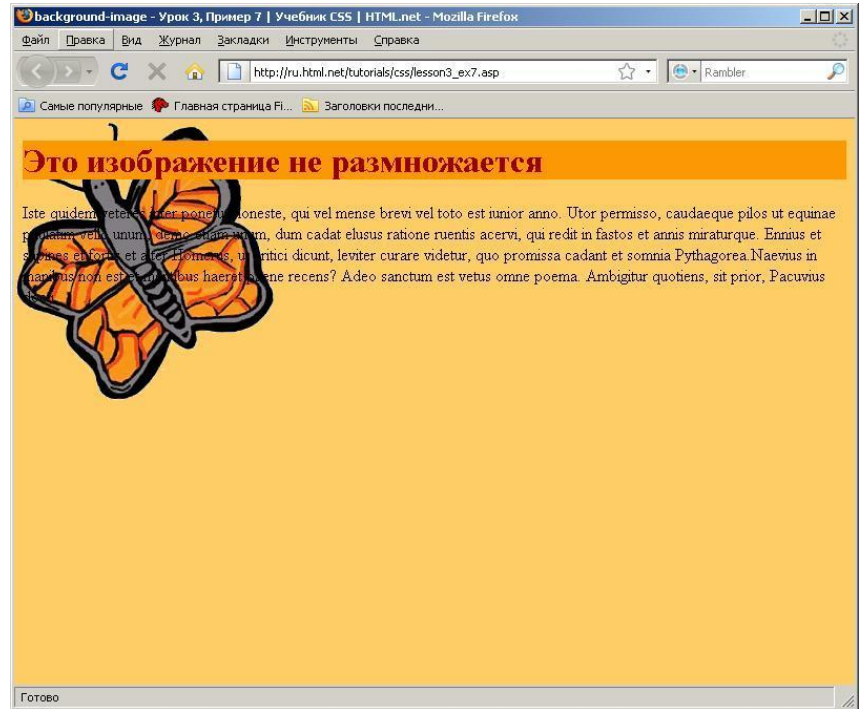 background-image - Урок 3, Пример 7 | Учебник CSS | HTML.net - Mozilla Firefox
Файл Правка Вид Журнал Закладки Инструменты Справка
http://ru.html.net/tutorials/css/lesson3_ex7.asp Rambler
Самые популярные Главная страница Fi... Заголовки последни...
Это изображение не размножается
Iste quidem veteres inter ponetur honeste, qui vel mense brevi vel toto est iunior anno. Utor permisso, caudaeque pilos ut equinae
unum, demo etiam unum, dum cadat elusus ratione ruentis acervi, qui redit in fastos et annis miraturque. Ennius et
sapines et fortis et alter Homerus, ut critici dicunt, leviter curare videtur, quo promissa cadant et somnia Pythagorea.Naevius in
manibus non est et mentibus haeret paene recens? Adeo sanctum est vetus omne poema. Ambigitur quotiens, sit prior, Pacuvius
Готово